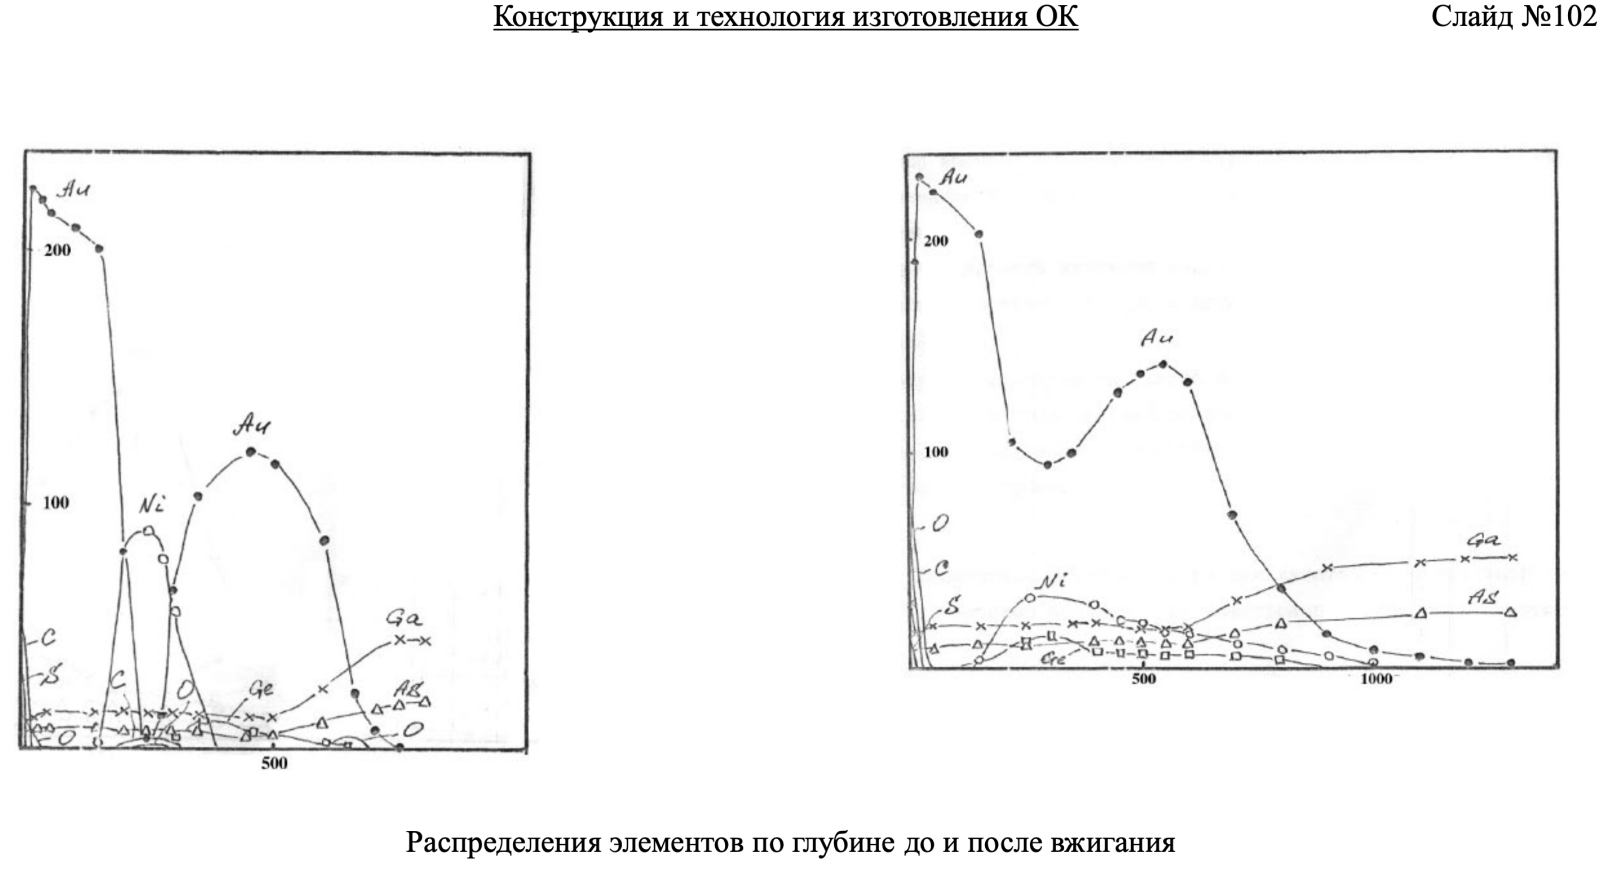 Конструкция и технология изготовления ОК
Слайд №102
Au
200
Au
100
Ni
Ga
C
S
C
O
Ge
As
O
O
500
Au
200
Au
100
O
C
Ga
Ni
S
As
Ge
500
1000
Распределения элементов по глубине до и после вжигания